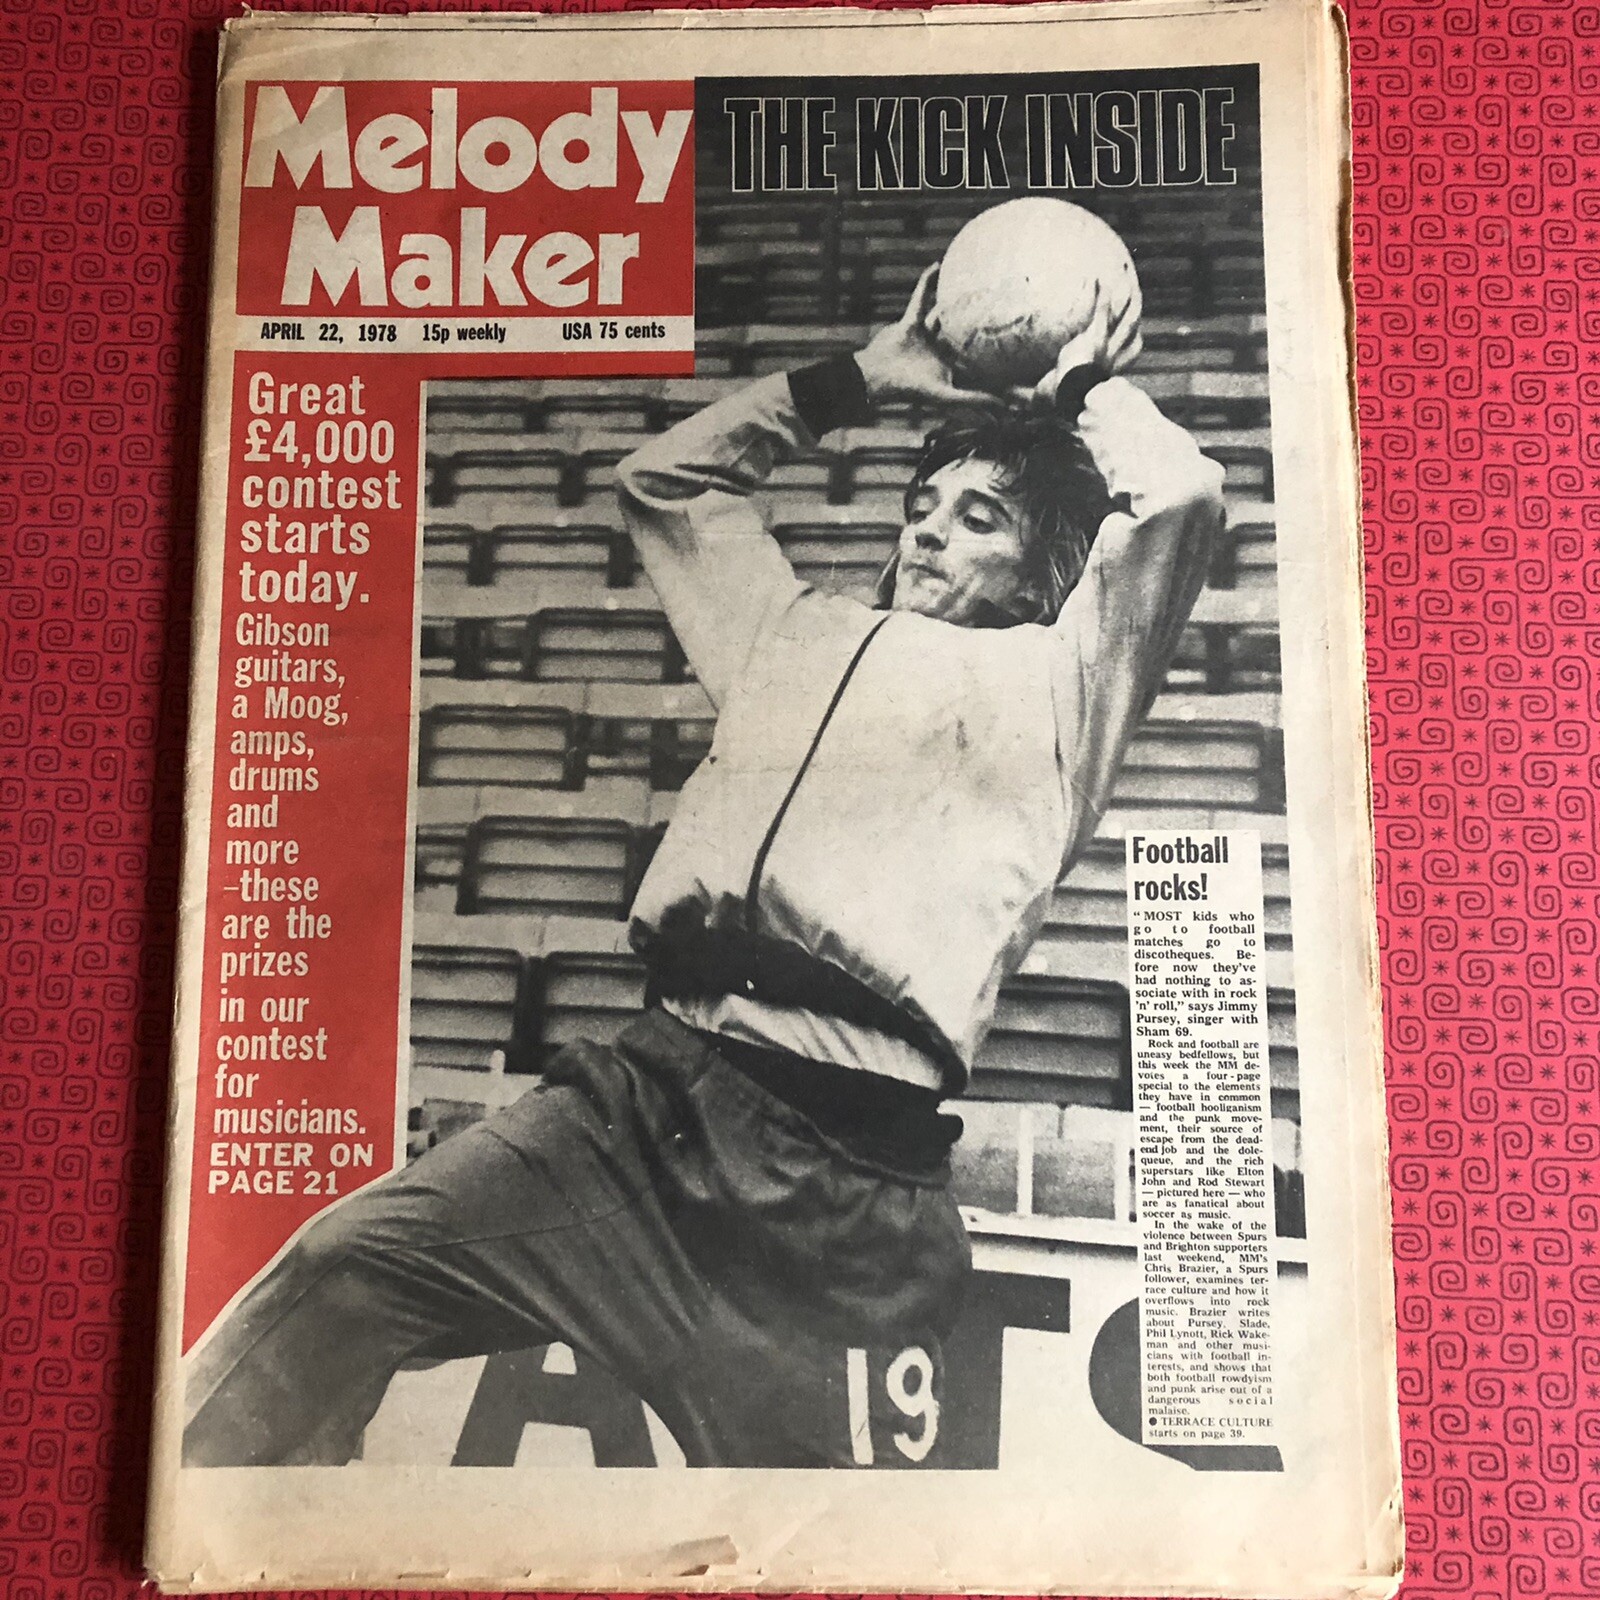 Melody
Maker
APRIL 22, 1978 15p weekly USA 75 cents
THE KICK INSIDE
Great
£4,000
contest
starts
today.
Gibson
guitars,
a Moog,
amps,
drums
and
more
-these
are the
prizes
in our
contest
for
musicians.
ENTER ON
PAGE 21
Football
rocks!
"MOST kids who
go to football
matches go to
discotheques. Be-
fore now they've
had nothing to as-
sociate with in rock
'n' roll," says Jimmy
Pursey, singer with
Sham 69.
Rock and football are
uneasy bedfellows, but
this week the MM de-
votes a four-page
special to the elements
they have in common
— football hooliganism
and the punk move-
ment, their source of
escape from the dead-
end job and the dole-
queue, and the rich
superstars like Elton
John and Rod Stewart
— pictured here — who
are as fanatical about
soccer as music.
In the wake of the
violence between Spurs
and Brighton supporters
last weekend, MM's
Chris Brazier, a Spurs
follower, examines ter-
race culture and how it
overflows into rock
music. Brazier writes
about Pursey, Slade,
Phil Lynott, Rick Wake-
man and other musi-
cians with football in-
terests, and shows that
both football rowdyism
and punk arise out of a
dangerous social
malaise.
● TERRACE CULTURE
starts on page 39.
19